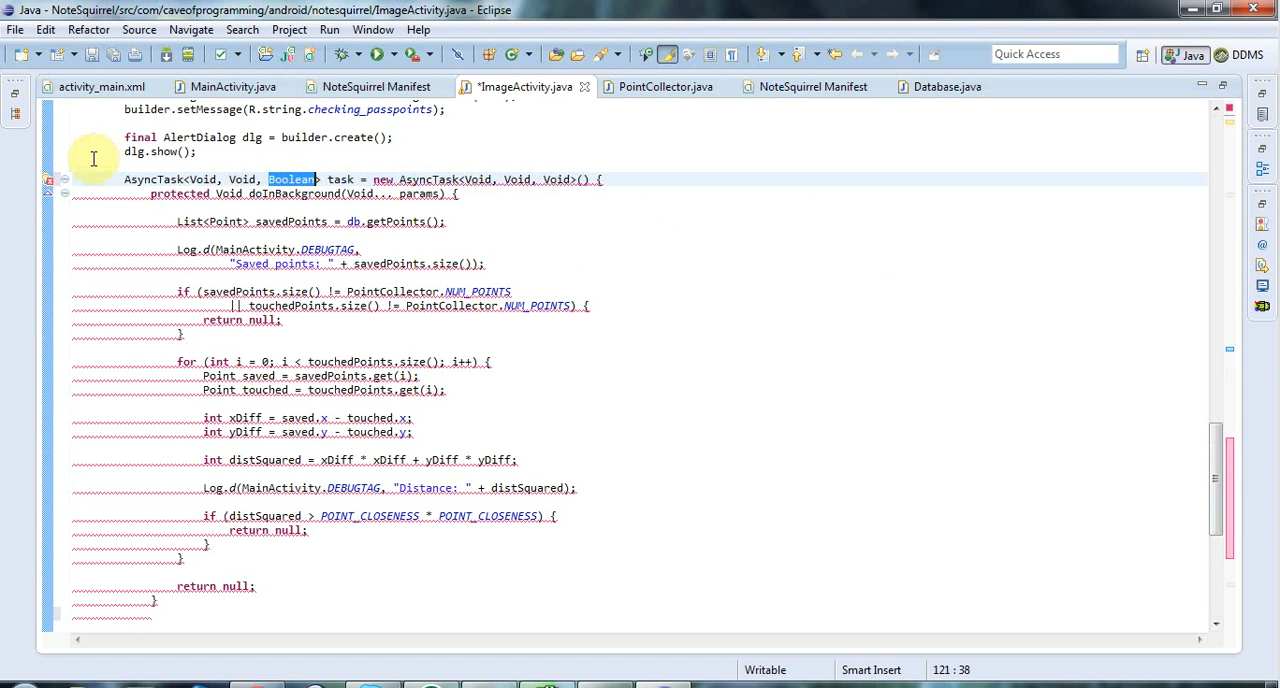 Java - NoteSquirrel/src/com/caveofprogramming/android/notesquirrel/ImageActivity.java - Eclipse
File Edit Refactor Source Navigate Search Project Run Window Help
Quick Access Java DDMS
activity_main.xml MainActivity.java NoteSquirrel Manifest *ImageActivity.java PointCollector.java NoteSquirrel Manifest Database.java
builder.setMessage(R.string.checking_passpoints);
final AlertDialog dlg = builder.create();
dlg.show();
AsyncTask<Void, Void, Boolean> task = new AsyncTask<Void, Void, Void>() {
protected Void doInBackground(Void... params) {
List<Point> savedPoints = db.getPoints();
Log.d(MainActivity.DEBUGTAG,
"Saved points: " + savedPoints.size());
if (savedPoints.size() != PointCollector.NUM_POINTS
|| touchedPoints.size() != PointCollector.NUM_POINTS) {
return null;
}
for (int i = 0; i < touchedPoints.size(); i++) {
Point saved = savedPoints.get(i);
Point touched = touchedPoints.get(i);
int xDiff = saved.x - touched.x;
int yDiff = saved.y - touched.y;
int distSquared = xDiff * xDiff + yDiff * yDiff;
Log.d(MainActivity.DEBUGTAG, "Distance: " + distSquared);
if (distSquared > POINT_CLOSENESS * POINT_CLOSENESS) {
return null;
}
}
return null;
}
Writable Smart Insert 121 : 38